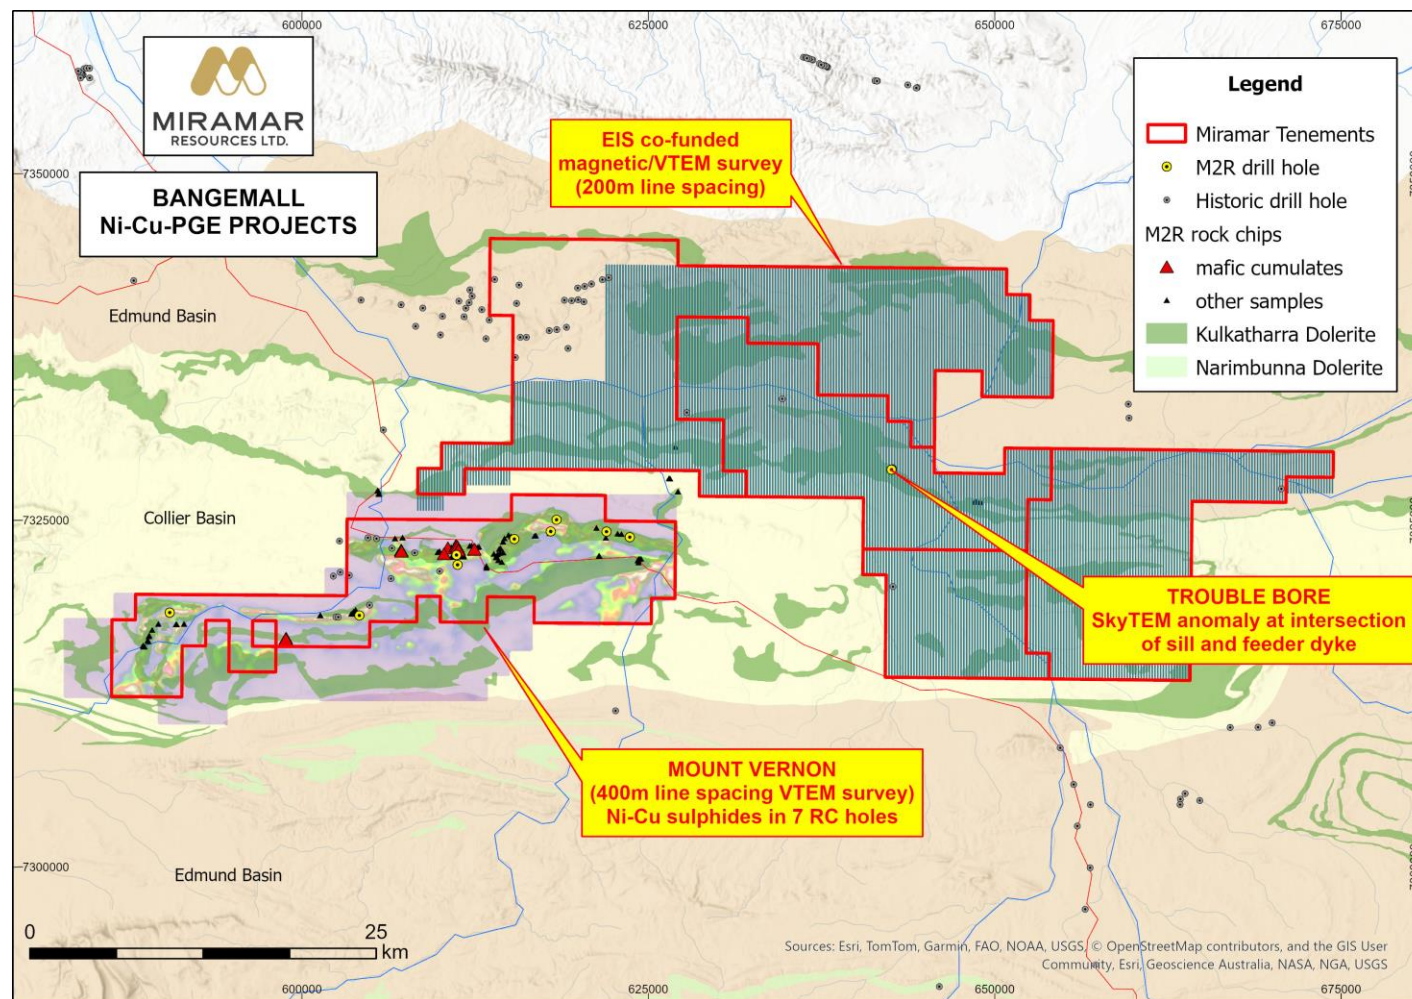 600000
625000
650000
675000
MIRAMAR
RESOURCES LTD.
BANGEMALL
Ni-Cu-PGE PROJECTS
EIS co-funded
magnetic/VTEM survey
(200m line spacing)
Legend
Miramar Tenements
M2R drill hole
Historic drill hole
M2R rock chips
mafic cumulates
other samples
Kulkatharra Dolerite
Narimbunna Dolerite
7350000
Edmund Basin
7325000
Collier Basin
TROUBLE BORE
SkyTEM anomaly at intersection
of sill and feeder dyke
MOUNT VERNON
(400m line spacing VTEM survey)
Ni-Cu sulphides in 7 RC holes
7300000
Edmund Basin
0
25
km
Sources: Esri, TomTom, Garmin, FAO, NOAA, USGS, © OpenStreetMap contributors, and the GIS User
Community, Esri, Geoscience Australia, NASA, NGA, USGS
600000
625000
650000
675000